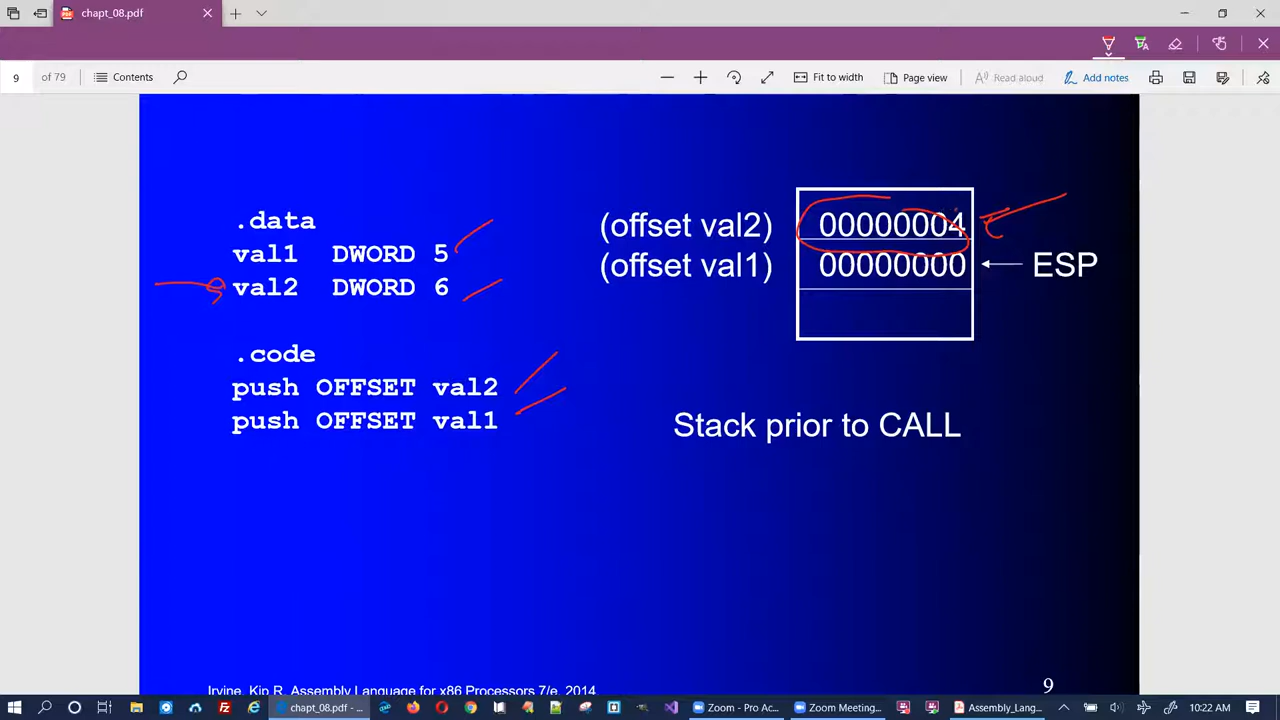 chapt_08.pdf
9 of 79 Contents Fit to width Page view Read aloud Add notes
.data
val1 DWORD 5
val2 DWORD 6
.code
push OFFSET val2
push OFFSET val1
(offset val2) 00000004
(offset val1) 00000000 ESP
Stack prior to CALL
Irvine, Kip R. Assembly Language for x86 Processors 7/e, 2014.
9
chapt_08.pdf - ... Zoom - Pro Ac... Zoom Meeting... Assembly_Lang... 10:22 AM